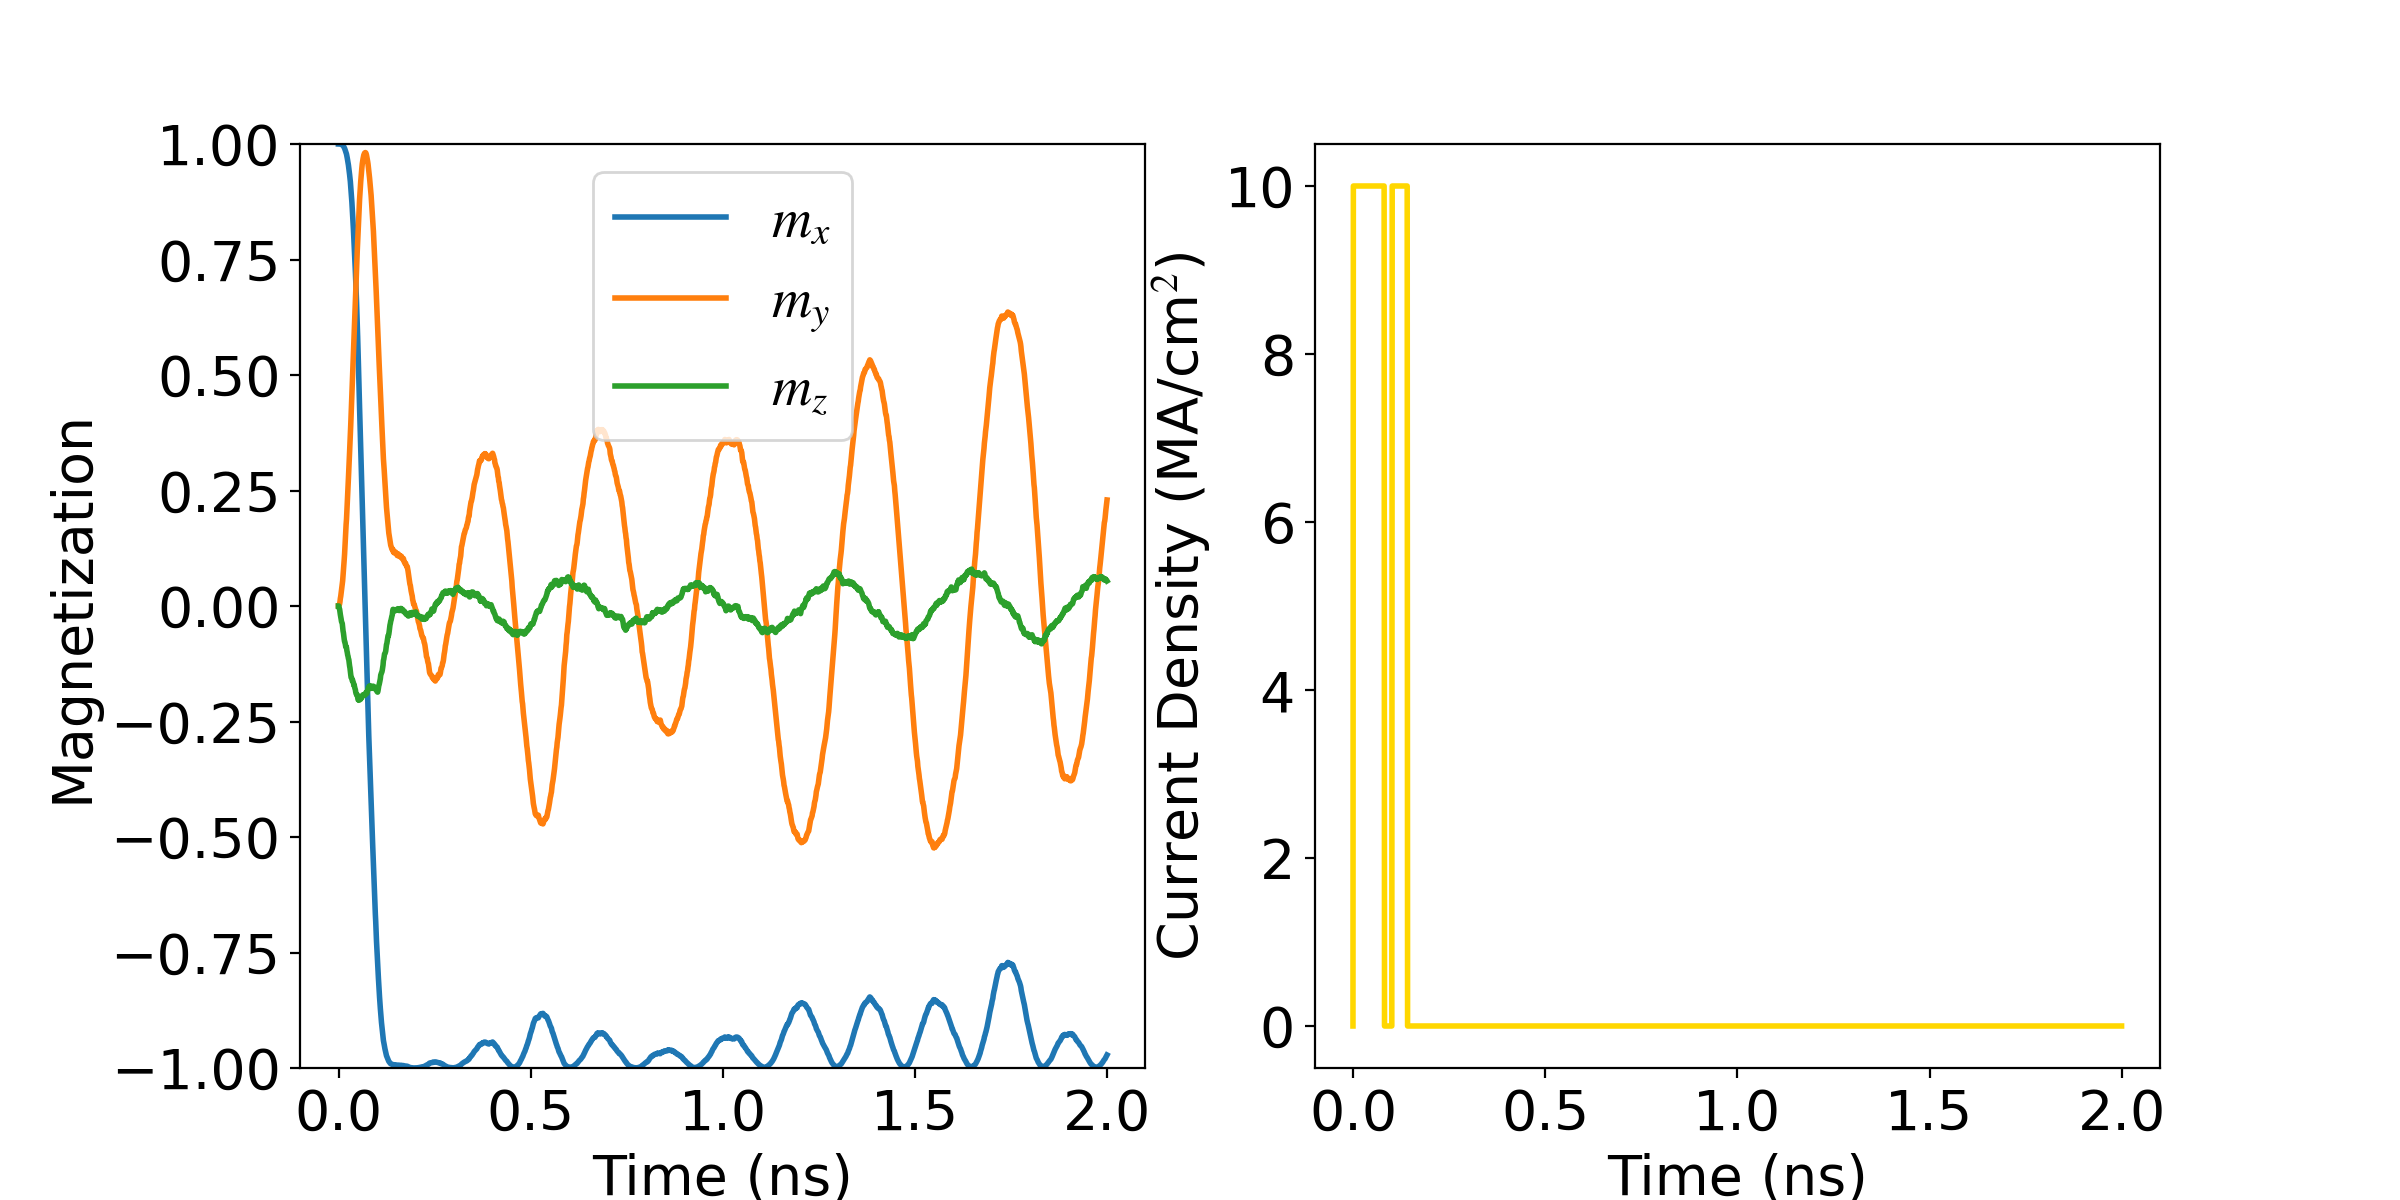 Magnetization
1.00
0.75
0.50
0.25
0.00
−0.25
−0.50
−0.75
−1.00
0.0 0.5 1.0 1.5 2.0
Time (ns)
m_x
m_y
m_z
Current Density (MA/cm²)
10
8
6
4
2
0
0.0 0.5 1.0 1.5 2.0
Time (ns)